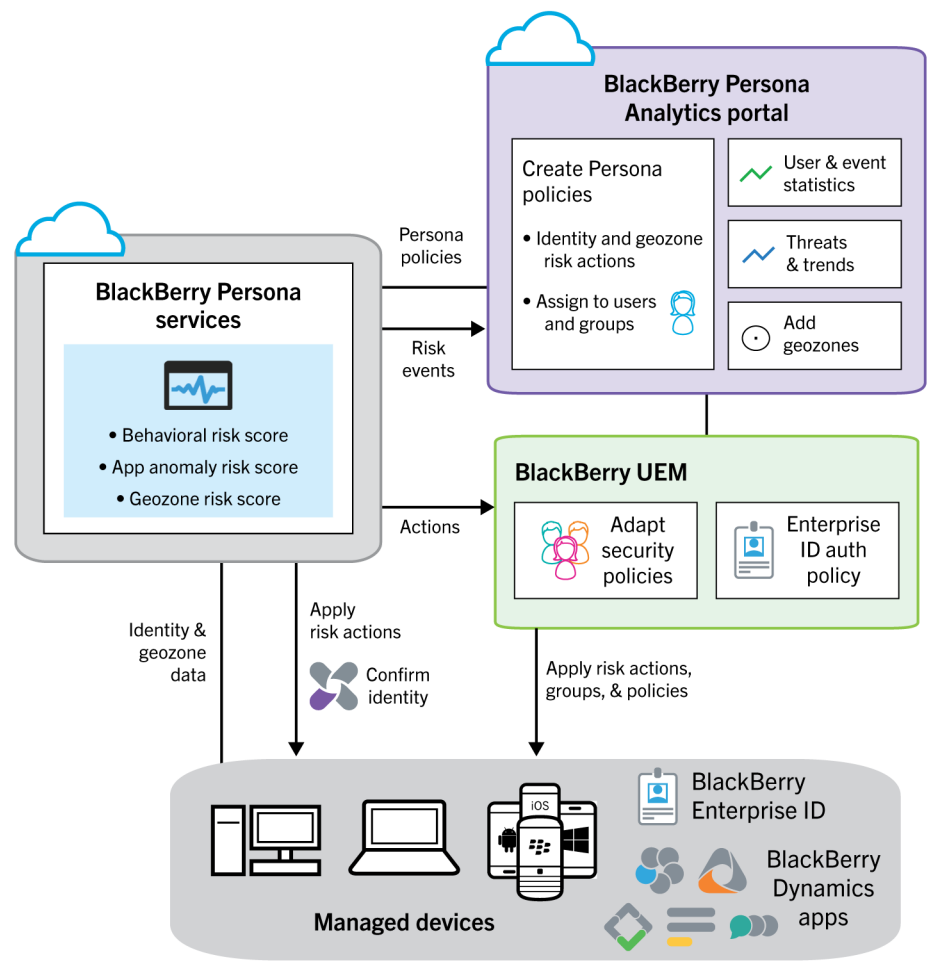 BlackBerry Persona
Analytics portal
Create Persona
policies
• Identity and geozone
risk actions
• Assign to users
and groups
User & event
statistics
Threats
& trends
Add
geozones
Persona
policies
Risk
events
BlackBerry Persona
services
• Behavioral risk score
• App anomaly risk score
• Geozone risk score
Actions
BlackBerry UEM
Adapt
security
policies
Enterprise
ID auth
policy
Identity &
geozone
data
Apply
risk actions
Confirm
identity
Apply risk actions,
groups, & policies
iOS
Managed devices
BlackBerry
Enterprise ID
BlackBerry
Dynamics
apps